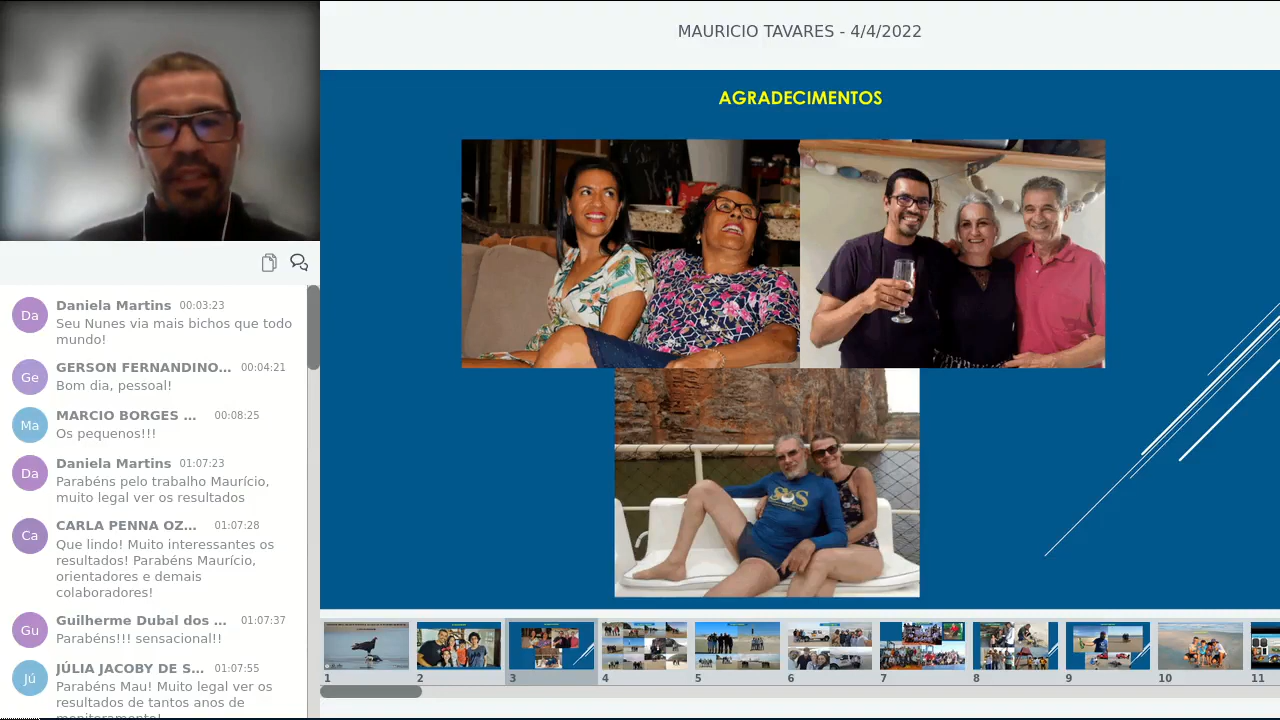 MAURICIO TAVARES - 4/4/2022
AGRADECIMENTOS
SOS
Da
Daniela Martins 00:03:23
Seu Nunes via mais bichos que todo
mundo!
Ge
GERSON FERNANDINO... 00:04:21
Bom dia, pessoal!
Ma
MARCIO BORGES ... 00:08:25
Os pequenos!!!
Da
Daniela Martins 01:07:23
Parabéns pelo trabalho Maurício,
muito legal ver os resultados
Ca
CARLA PENNA OZ... 01:07:28
Que lindo! Muito interessantes os
resultados! Parabéns Maurício,
orientadores e demais
colaboradores!
Gu
Guilherme Dubal dos ... 01:07:37
Parabéns!!! sensacional!!
Jú
JÚLIA JACOBY DE S... 01:07:55
Parabéns Mau! Muito legal ver os
resultados de tantos anos de
monitoramento!
1 2 3 4 5 6 7 8 9 10 11